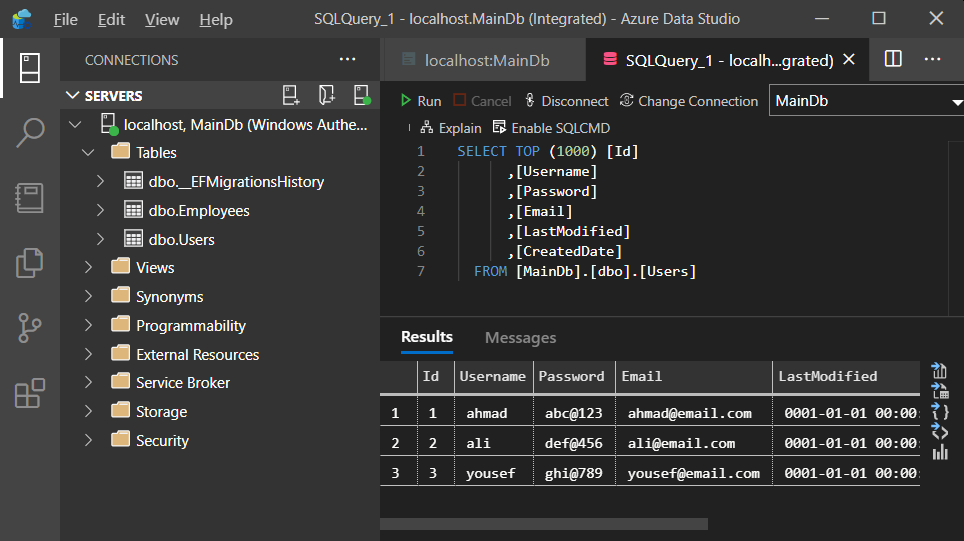 File Edit View Help SQLQuery_1 - localhost.MainDb (Integrated) - Azure Data Studio
CONNECTIONS
localhost:MainDb
SQLQuery_1 - localh...grated)
SERVERS
Run Cancel Disconnect Change Connection MainDb
Explain Enable SQLCMD
localhost, MainDb (Windows Authe...
Tables
dbo.__EFMigrationsHistory
dbo.Employees
dbo.Users
Views
Synonyms
Programmability
External Resources
Service Broker
Storage
Security
1 SELECT TOP (1000) [Id]
2 ,[Username]
3 ,[Password]
4 ,[Email]
5 ,[LastModified]
6 ,[CreatedDate]
7 FROM [MainDb].[dbo].[Users]
Results Messages
Id Username Password Email LastModified
1 1 ahmad abc@123 ahmad@email.com 0001-01-01 00:00:
2 2 ali def@456 ali@email.com 0001-01-01 00:00:
3 3 yousef ghi@789 yousef@email.com 0001-01-01 00:00: